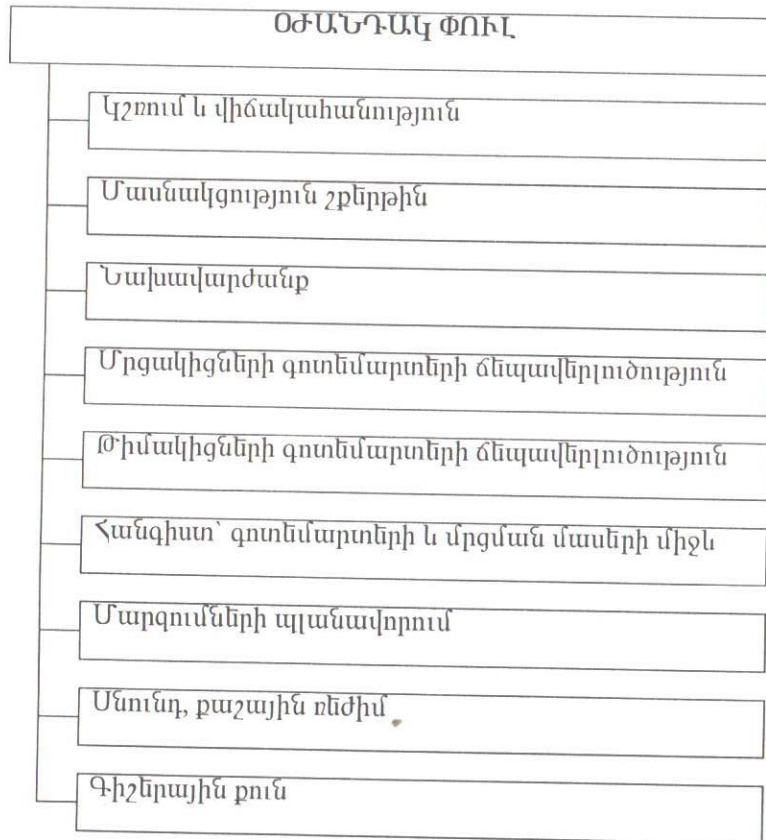 ՕԺԱՆԴԱԿ ՓՈՒԼ
Կշռում և վիճակահանություն
Մասնակցություն շքերթին
Նախավարժանք
Մրցակիցների գոտեմարտերի ճեպավերլուծություն
Թիմակիցների գոտեմարտերի ճեպավերլուծություն
Հանգիստ՝ գոտեմարտերի և մրցման մասերի միջև
Մարզումների պլանավորում
Սնունդ, քաշային ռեժիմ
Գիշերային քուն